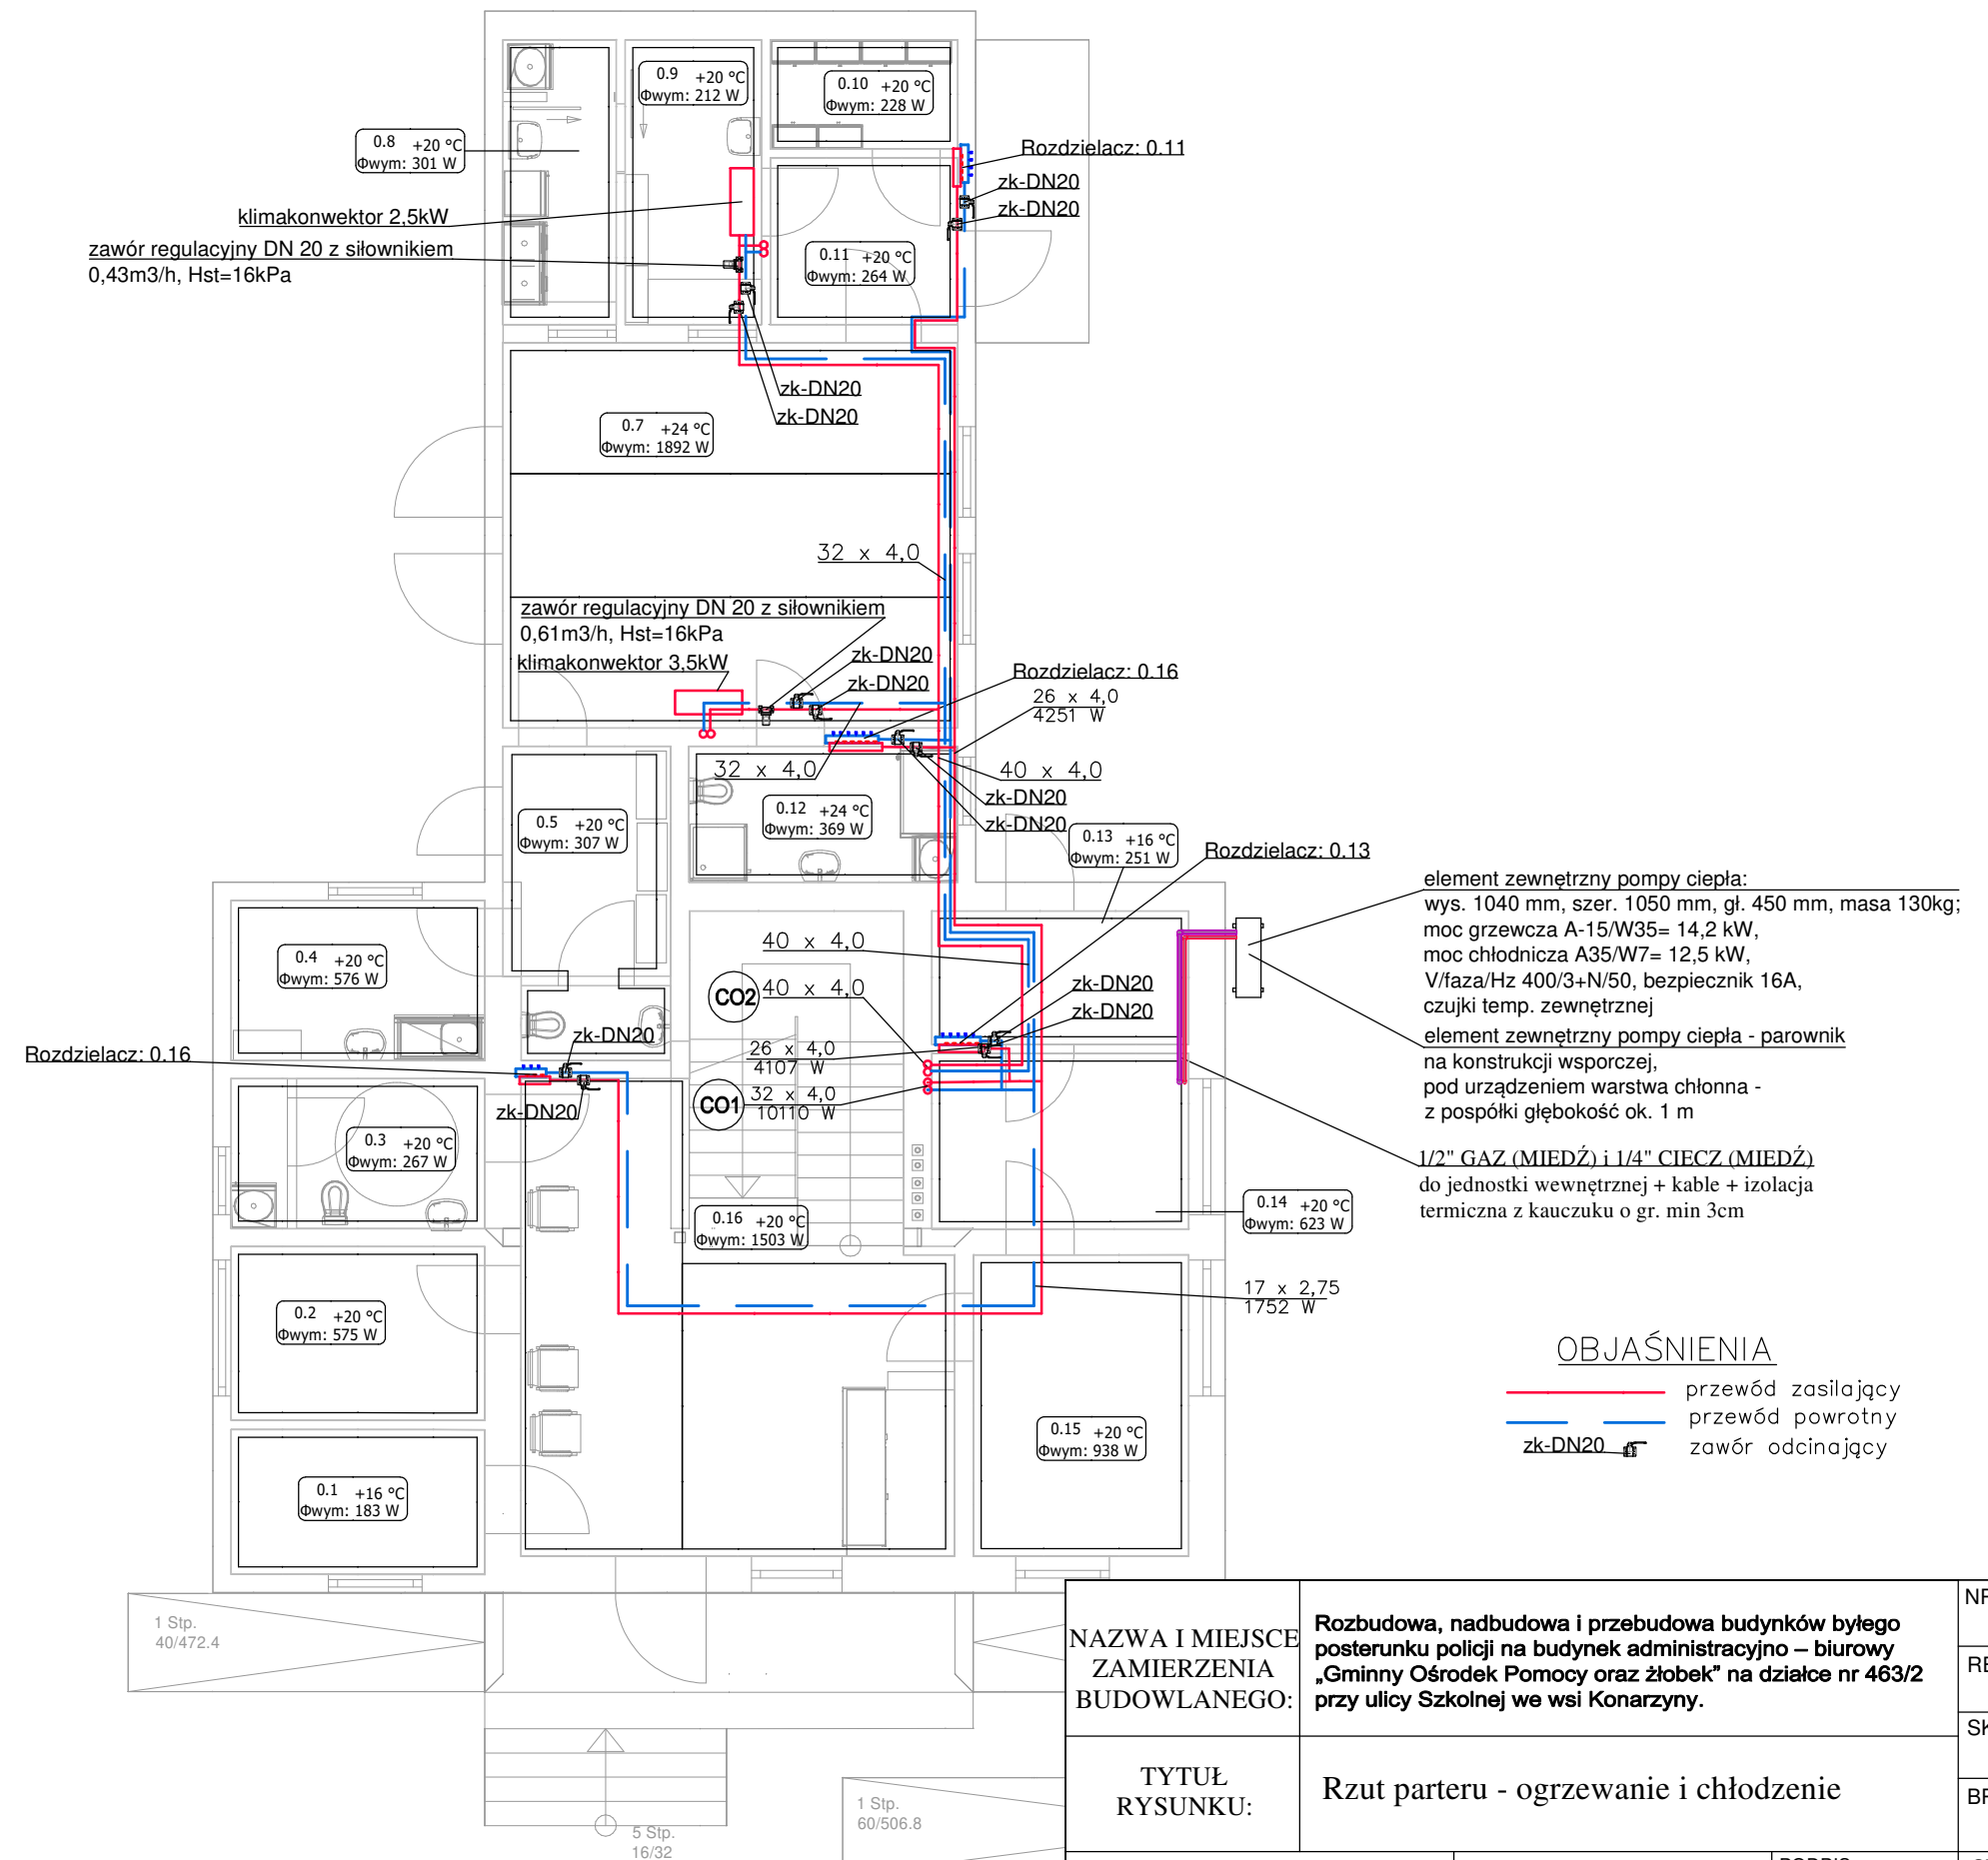 0.9 +20 °C
Φwym: 212 W
0.10 +20 °C
Φwym: 228 W
0.8 +20 °C
Φwym: 301 W
Rozdzielacz: 0.11
zk-DN20
zk-DN20
klimakonwektor 2,5kW
zawór regulacyjny DN 20 z siłownikiem
0,43m3/h, Hst=16kPa
0.11 +20 °C
Φwym: 264 W
zk-DN20
zk-DN20
0.7 +24 °C
Φwym: 1892 W
32 x 4,0
zawór regulacyjny DN 20 z siłownikiem
0,61m3/h, Hst=16kPa
klimakonwektor 3,5kW
zk-DN20
zk-DN20
Rozdzielacz: 0.16
26 x 4,0
4251 W
32 x 4,0
40 x 4,0
zk-DN20
zk-DN20
0.5 +20 °C
Φwym: 307 W
0.12 +24 °C
Φwym: 369 W
0.13 +16 °C
Φwym: 251 W
Rozdzielacz: 0.13
element zewnętrzny pompy ciepła:
wys. 1040 mm, szer. 1050 mm, gł. 450 mm, masa 130kg;
moc grzewcza A-15/W35= 14,2 kW,
moc chłodnicza A35/W7= 12,5 kW,
V/faza/Hz 400/3+N/50, bezpiecznik 16A,
czujki temp. zewnętrznej
element zewnętrzny pompy ciepła - parownik
na konstrukcji wsporczej,
pod urządzeniem warstwa chłonna -
z pospółki głębokość ok. 1 m
1/2" GAZ (MIEDŹ) i 1/4" CIECZ (MIEDŹ)
do jednostki wewnętrznej + kable + izolacja
termiczna z kauczuku o gr. min 3cm
0.4 +20 °C
Φwym: 576 W
40 x 4,0
CO2 40 x 4,0
zk-DN20
zk-DN20
zk-DN20
Rozdzielacz: 0.16
26 x 4,0
4107 W
CO1 32 x 4,0
10110 W
zk-DN20
0.3 +20 °C
Φwym: 267 W
0.16 +20 °C
Φwym: 1503 W
0.14 +20 °C
Φwym: 623 W
0.2 +20 °C
Φwym: 575 W
17 x 2,75
1752 W
OBJAŚNIENIA
przewód zasilający
przewód powrotny
zk-DN20 zawór odcinający
0.15 +20 °C
Φwym: 938 W
0.1 +16 °C
Φwym: 183 W
1 Stp.
40/472.4
NAZWA I MIEJSCE
ZAMIERZENIA
BUDOWLANEGO:
Rozbudowa, nadbudowa i przebudowa budynków byłego
posterunku policji na budynek administracyjno – biurowy
„Gminny Ośrodek Pomocy oraz żłobek” na działce nr 463/2
przy ulicy Szkolnej we wsi Konarzyny.
TYTUŁ
RYSUNKU:
Rzut parteru - ogrzewanie i chłodzenie
1 Stp.
60/506.8
5 Stp.
16/32